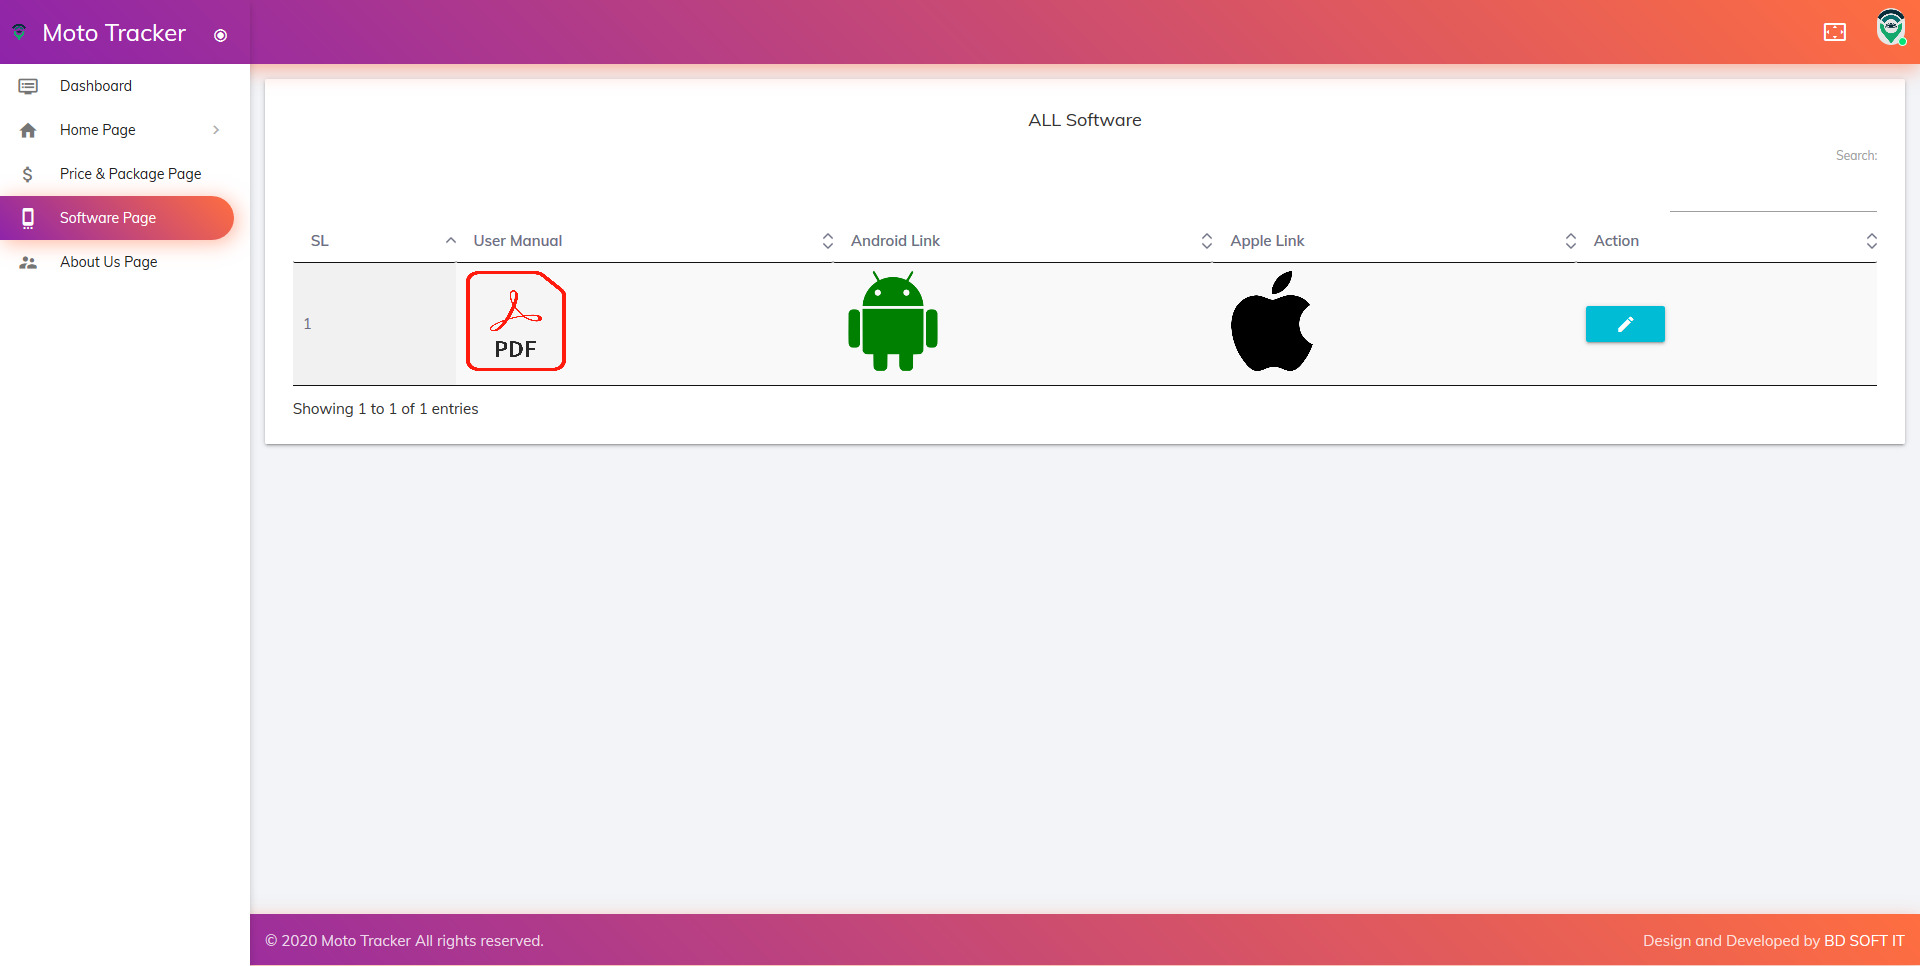 Moto Tracker
Dashboard
Home Page
Price & Package Page
Software Page
About Us Page
ALL Software
Search:
SL User Manual Android Link Apple Link Action
1
PDF
Showing 1 to 1 of 1 entries
© 2020 Moto Tracker All rights reserved.
Design and Developed by BD SOFT IT